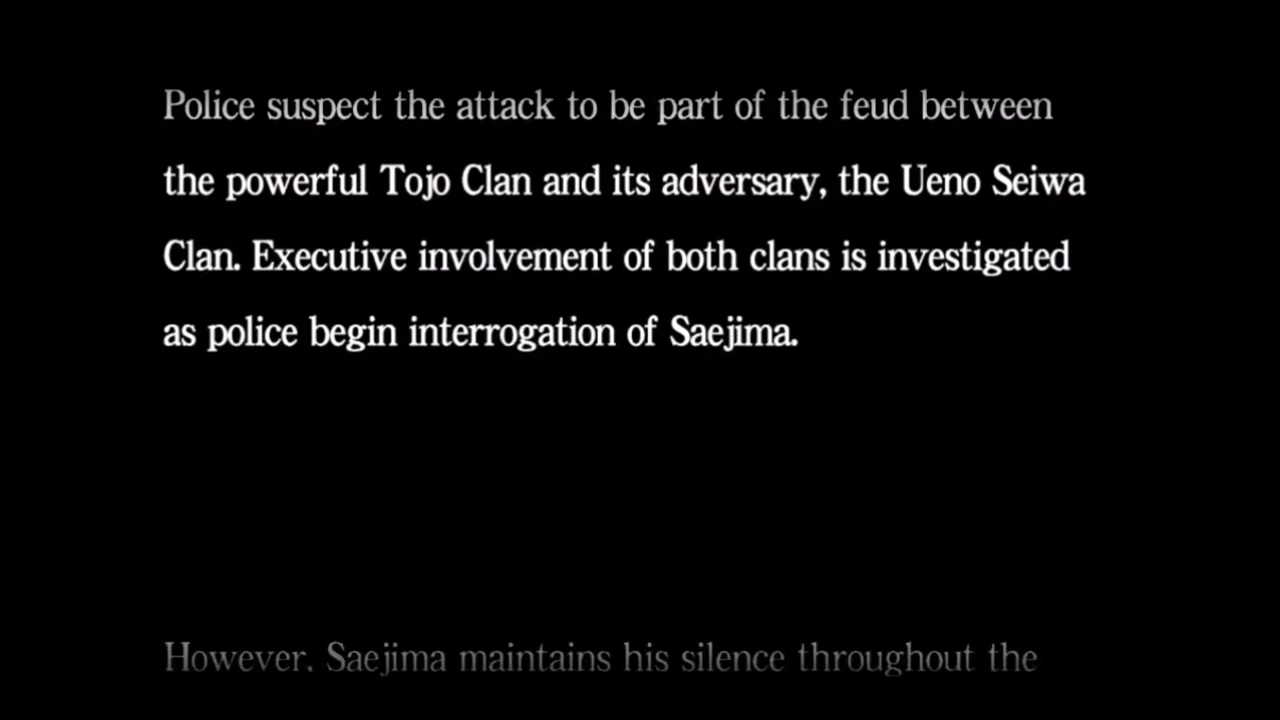 Police suspect the attack to be part of the feud between
the powerful Tojo Clan and its adversary, the Ueno Seiwa
Clan. Executive involvement of both clans is investigated
as police begin interrogation of Saejima.
However, Saejima maintains his silence throughout the